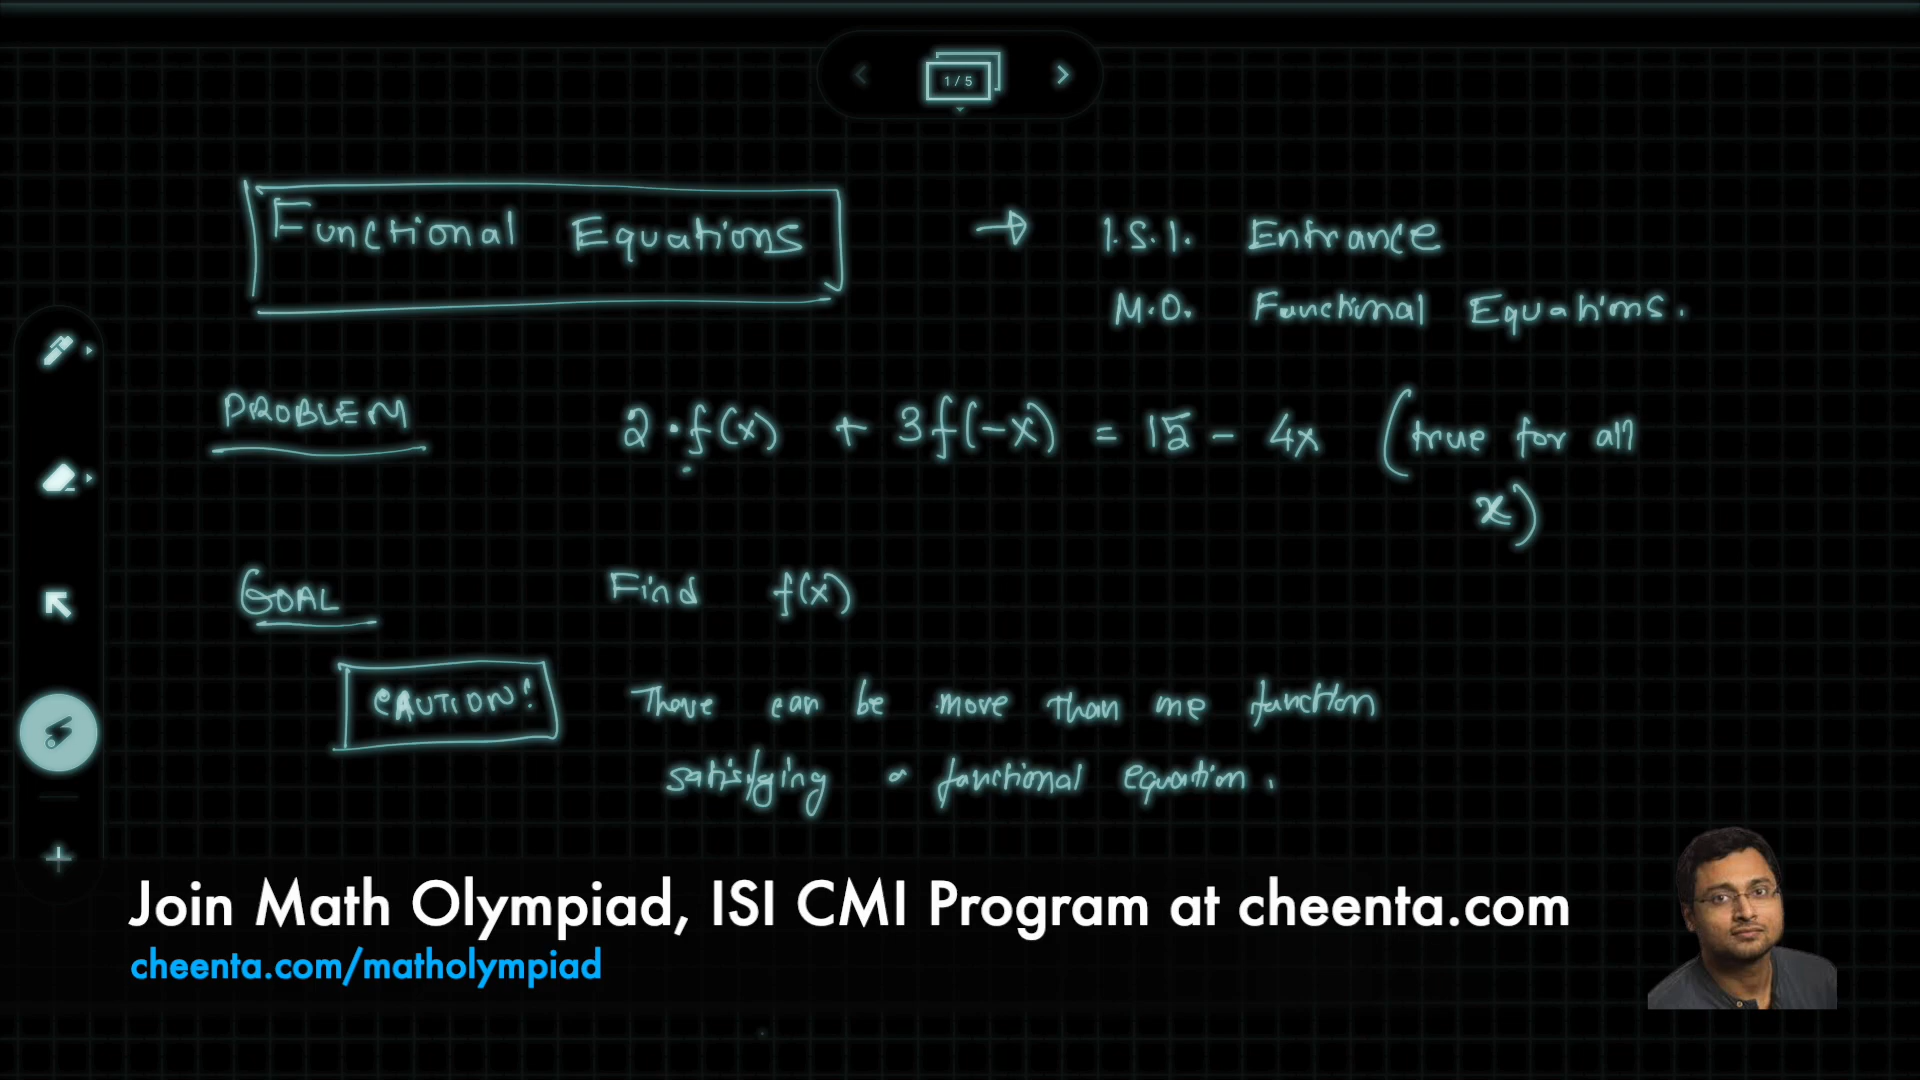 1 / 5
Functional Equations → I.S.I. Entrance
M.O. Functional Equations.
PROBLEM 2·f(x) + 3f(-x) = 15 - 4x (true for all
x)
GOAL Find f(x)
CAUTION! There can be more than one function
satisfying a functional equation.
Join Math Olympiad, ISI CMI Program at cheenta.com
cheenta.com/matholympiad